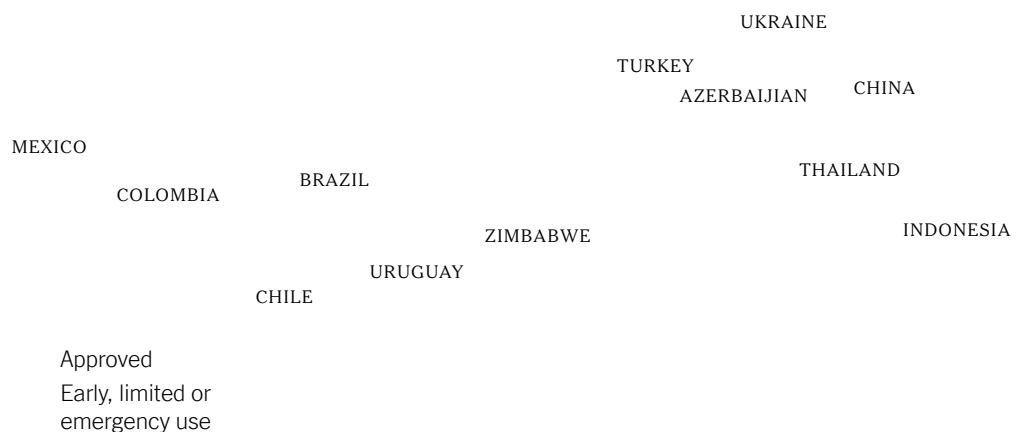 UKRAINE
TURKEY
AZERBAIJIAN
CHINA
MEXICO
THAILAND
BRAZIL
COLOMBIA
ZIMBABWE
INDONESIA
URUGUAY
CHILE
Approved
Early, limited or
emergency use